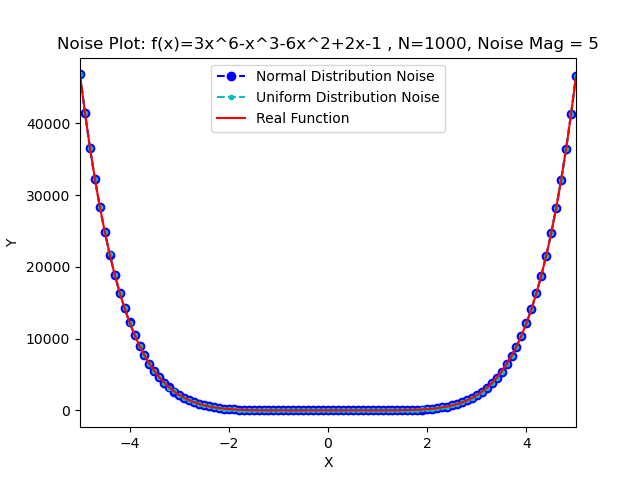 Noise Plot: f(x)=3x^6-x^3-6x^2+2x-1 , N=1000, Noise Mag = 5
Normal Distribution Noise
Uniform Distribution Noise
Real Function
40000
30000
20000
10000
0
Y
−4 −2 0 2 4
X